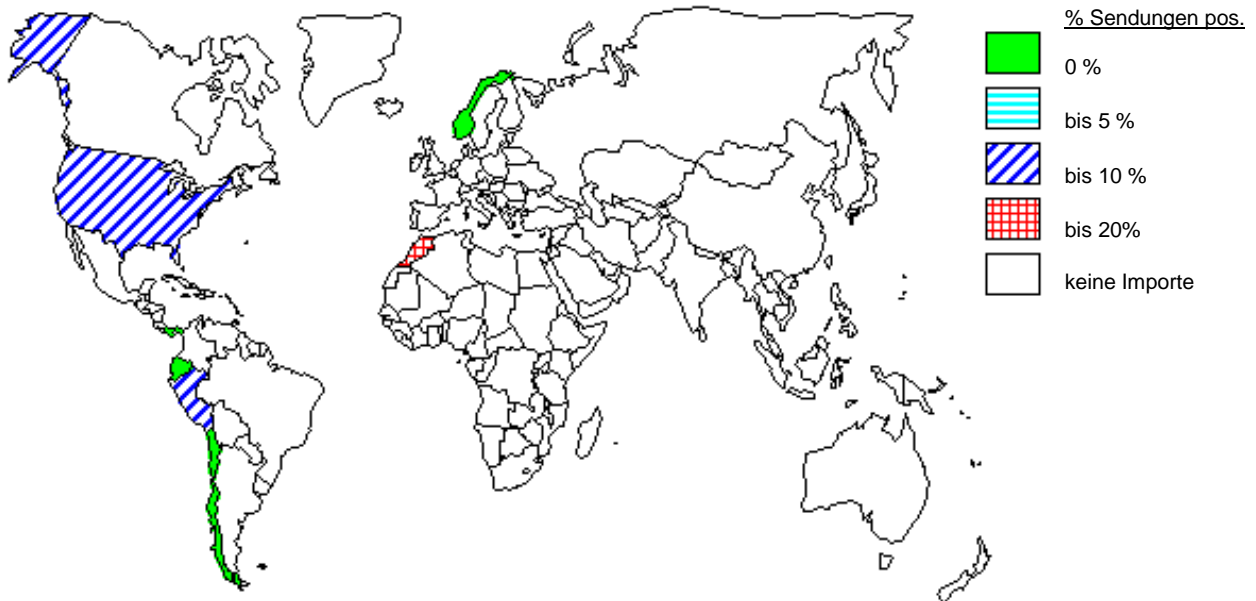 % Sendungen pos.
0 %
bis 5 %
bis 10 %
bis 20%
keine Importe